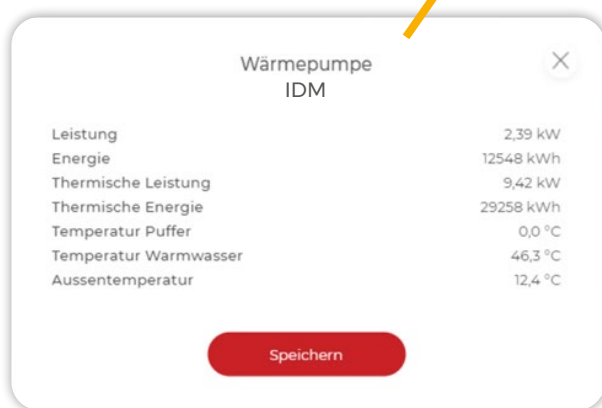 Wärmepumpe
IDM
Leistung 2,39 kW
Energie 12548 kWh
Thermische Leistung 9,42 kW
Thermische Energie 29258 kWh
Temperatur Puffer 0,0 °C
Temperatur Warmwasser 46,3 °C
Aussentemperatur 12,4 °C
Speichern